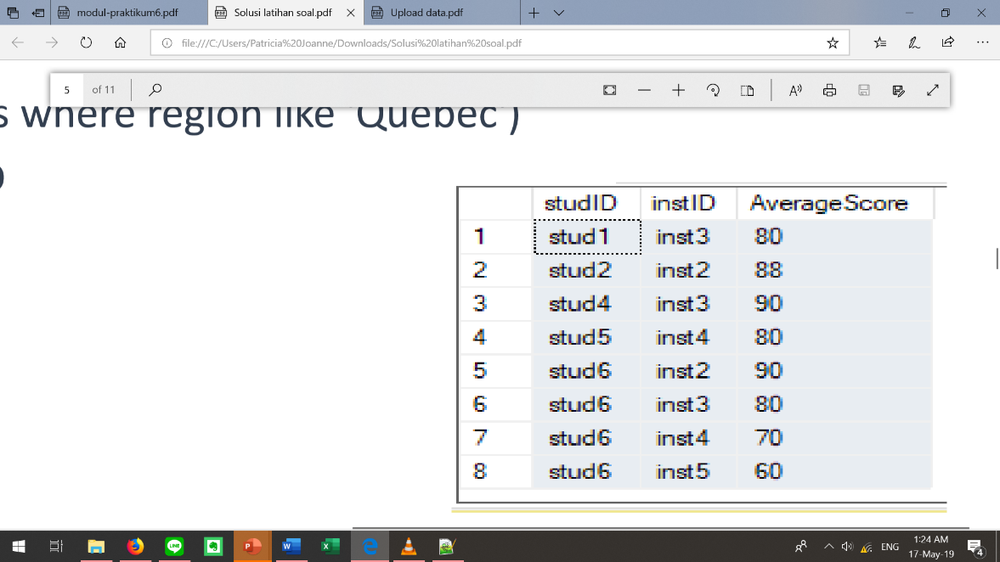 modul-praktikum6.pdf
Solusi latihan soal.pdf
Upload data.pdf
file:///C:/Users/Patricia%20Joanne/Downloads/Solusi%20latihan%20soal.pdf
5 of 11
s where region like 'Quebec')
)
studID instID AverageScore
1 stud1 inst3 80
2 stud2 inst2 88
3 stud4 inst3 90
4 stud5 inst4 80
5 stud6 inst2 90
6 stud6 inst3 80
7 stud6 inst4 70
8 stud6 inst5 60
ENG
1:24 AM
17-May-19
4